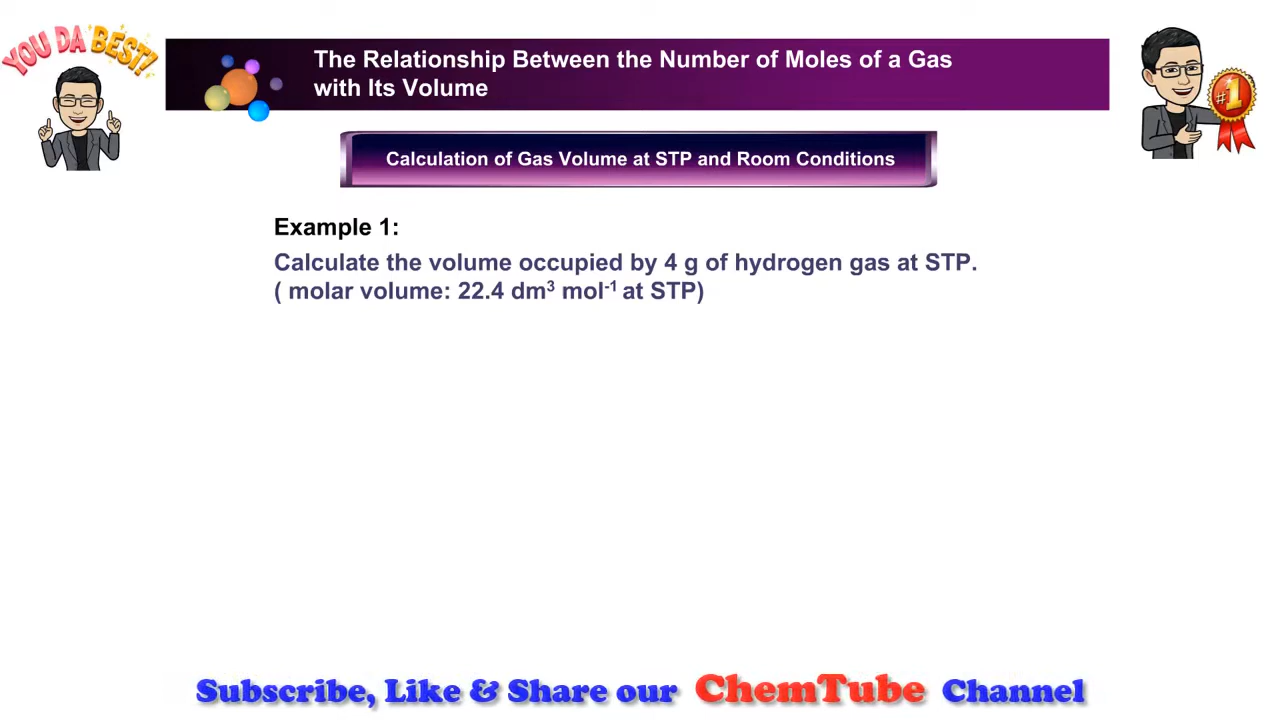 YOU DA BEST!
The Relationship Between the Number of Moles of a Gas
with Its Volume
#1
Calculation of Gas Volume at STP and Room Conditions
Example 1:
Calculate the volume occupied by 4 g of hydrogen gas at STP.
( molar volume: 22.4 dm³ mol⁻¹ at STP)
Subscribe, Like & Share our ChemTube Channel